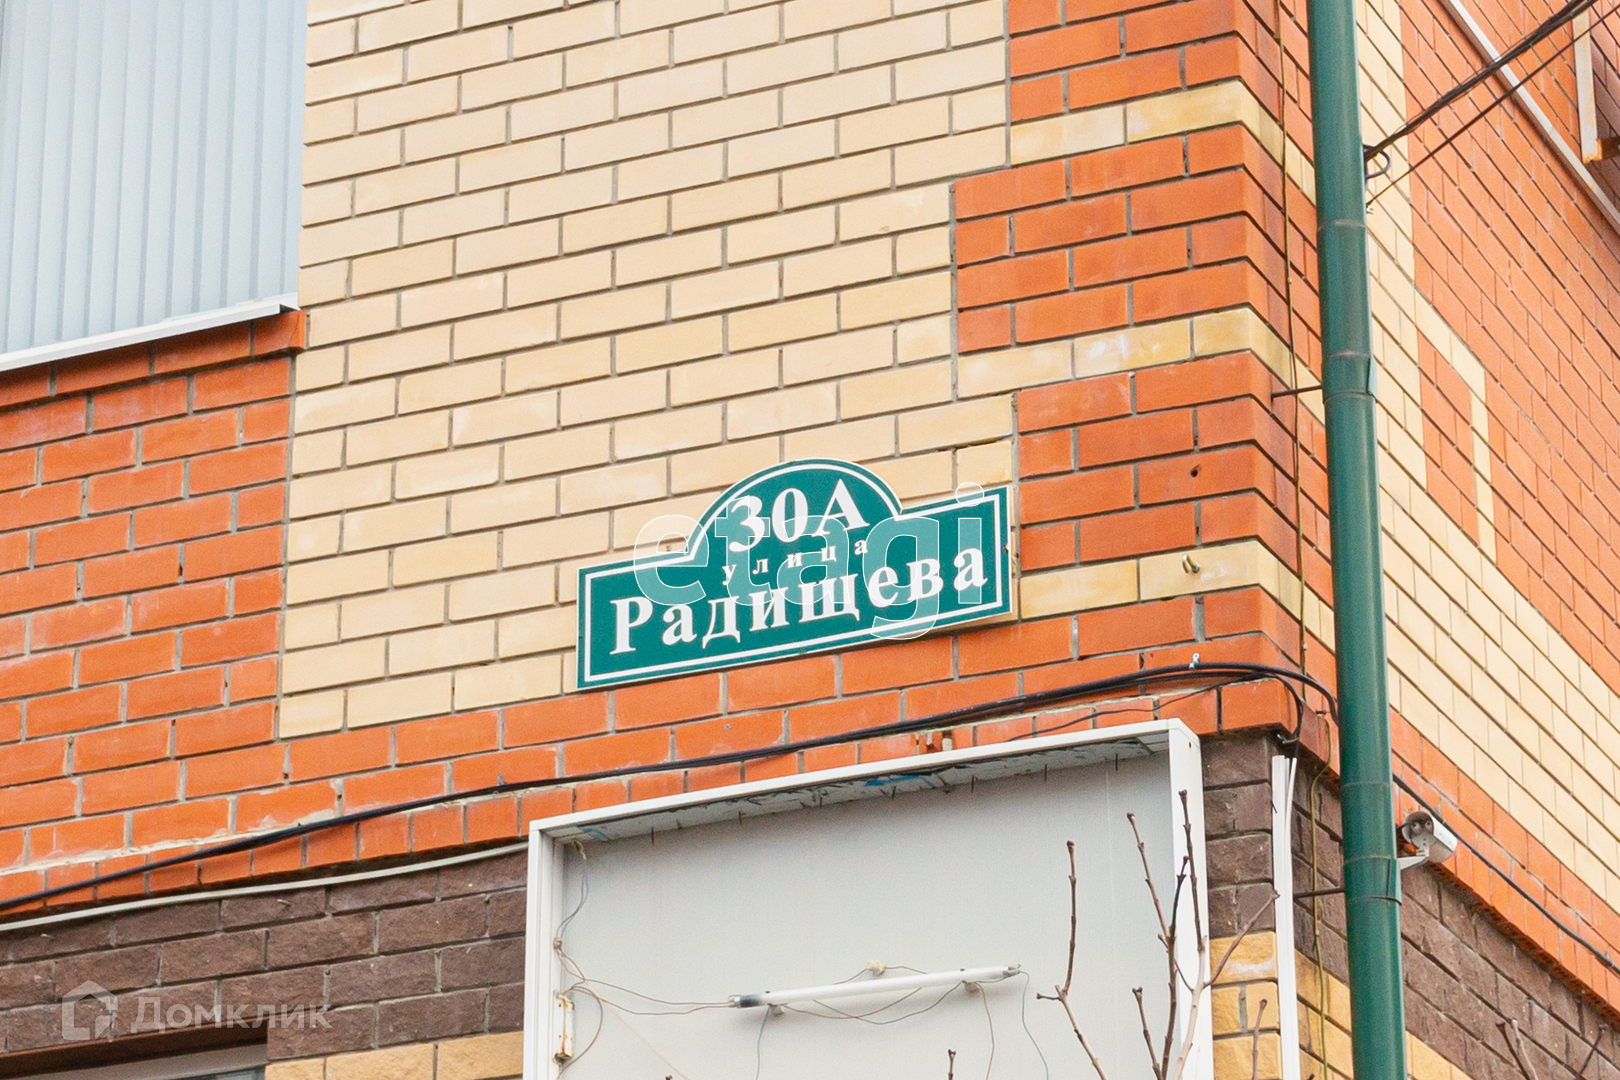 30А
улица
Радищева
etagi
Домклик